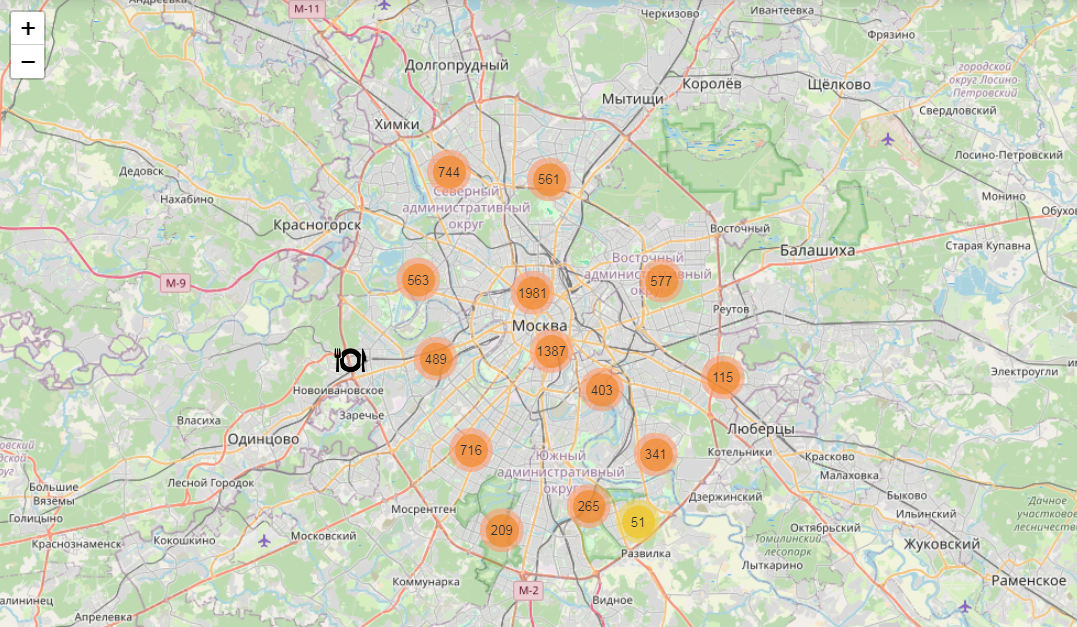 Андреевка
М-11
Черкизово
Ивантеевка
+
−
Фрязино
Долгопрудный
Королёв
Щёлково
городской
округ Лосино-
Петровский
Мытищи
Свердловский
Химки
Дедовск
744
561
Лосино-Петровский
Нахабино
Северный
административный
округ
Монино
Обухо
Красногорск
Восточный
Балашиха
Старая Купавна
М-9
563
1981
Восточный
административный
577
Реутов
Москва
489
1387
403
115
Электроугли
Новоивановское
Власиха
Заречье
Одинцово
Люберцы
716
341
Котельники
Красково
Малаховка
Южный
административный
округ
Лесной Городок
Большие
Вяземы
Голицыно
265
51
209
Мосрентген
Дзержинский
Быково
Ильинский
Дачное
участковое
лесничество
Краснознаменск
Кокошкино
Московский
Октябрьский
Томилинский
лесопарк
Лыткарино
Жуковский
Развилка
Коммунарка
М-2
Видное
Раменское
Апрелевка